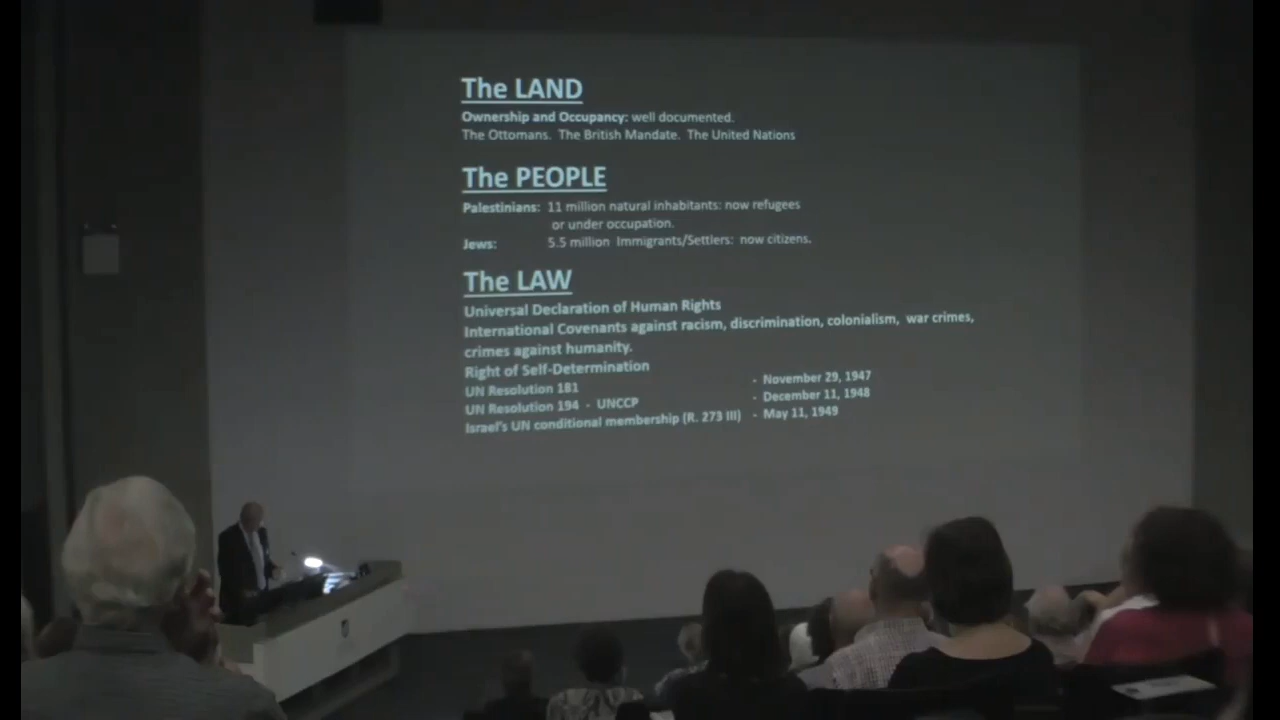 The LAND
Ownership and Occupancy: well documented.
The Ottomans. The British Mandate. The United Nations
The PEOPLE
Palestinians: 11 million natural inhabitants: now refugees
or under occupation.
Jews: 5.5 million Immigrants/Settlers: now citizens.
The LAW
Universal Declaration of Human Rights
International Covenants against racism, discrimination, colonialism, war crimes,
crimes against humanity.
Right of Self-Determination
UN Resolution 181 - November 29, 1947
UN Resolution 194 - UNCCP - December 11, 1948
Israel's UN conditional membership (R. 273 III) - May 11, 1949